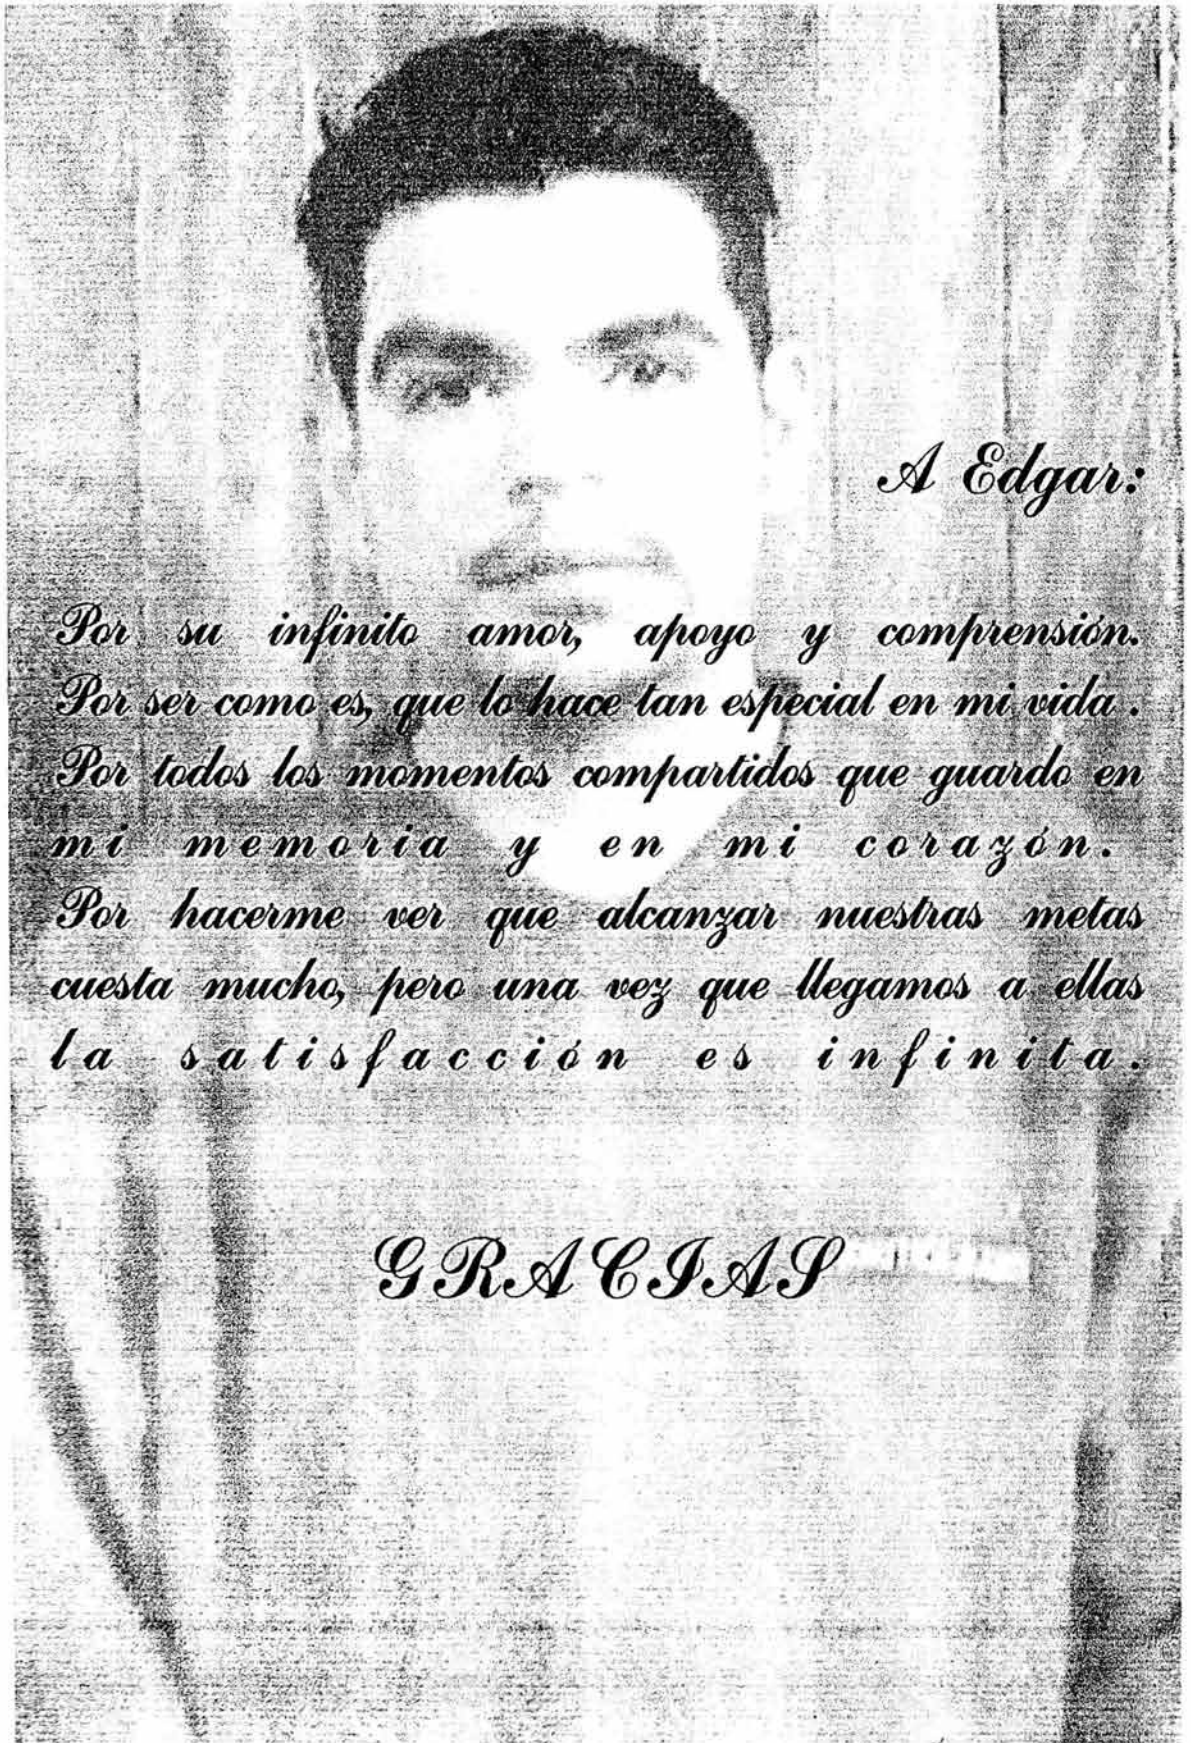 A Edgar:
Por su infinito amor, apoyo y comprensión.
Por ser como es, que lo hace tan especial en mi vida .
Por todos los momentos compartidos que guardo en
mi memoria y en mi corazón.
Por hacerme ver que alcanzar nuestras metas
cuesta mucho, pero una vez que llegamos a ellas
la satisfacción es infinita.
GRACIAS